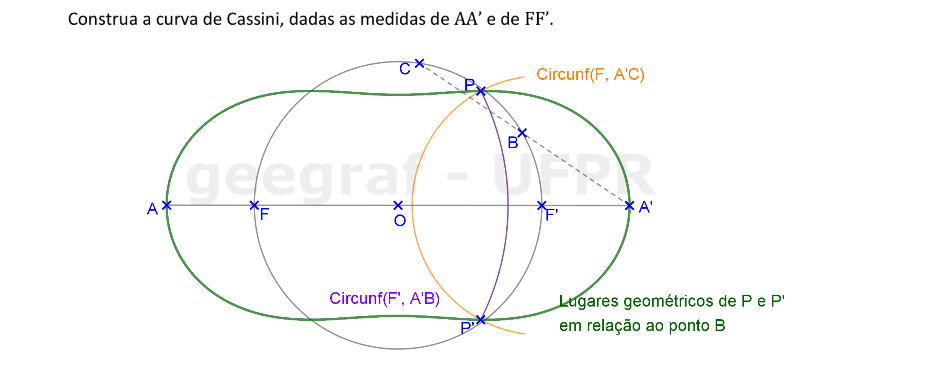 Construa a curva de Cassini, dadas as medidas de AA’ e de FF’.
C
P
Circunf(F, A'C)
B
geegraf - UFPR
A
F
O
F'
A'
Circunf(F', A'B)
Lugares geométricos de P e P'
P'
em relação ao ponto B